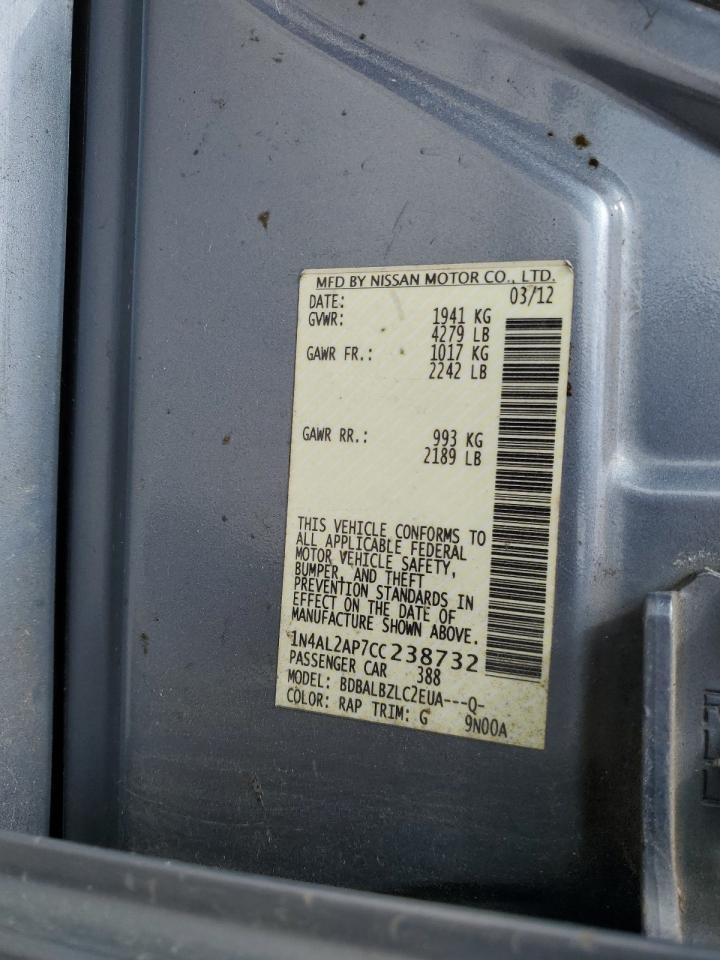 MFD BY NISSAN MOTOR CO., LTD.
DATE: 03/12
GVWR: 1941 KG
4279 LB
GAWR FR.: 1017 KG
2242 LB
GAWR RR.: 993 KG
2189 LB
THIS VEHICLE CONFORMS TO
ALL APPLICABLE FEDERAL
MOTOR VEHICLE SAFETY,
BUMPER, AND THEFT
PREVENTION STANDARDS IN
EFFECT ON THE DATE OF
MANUFACTURE SHOWN ABOVE.
1N4AL2AP7CC238732
PASSENGER CAR 388
MODEL: BDBALBZLC2EUA---Q-
COLOR: RAP TRIM: G 9N00A